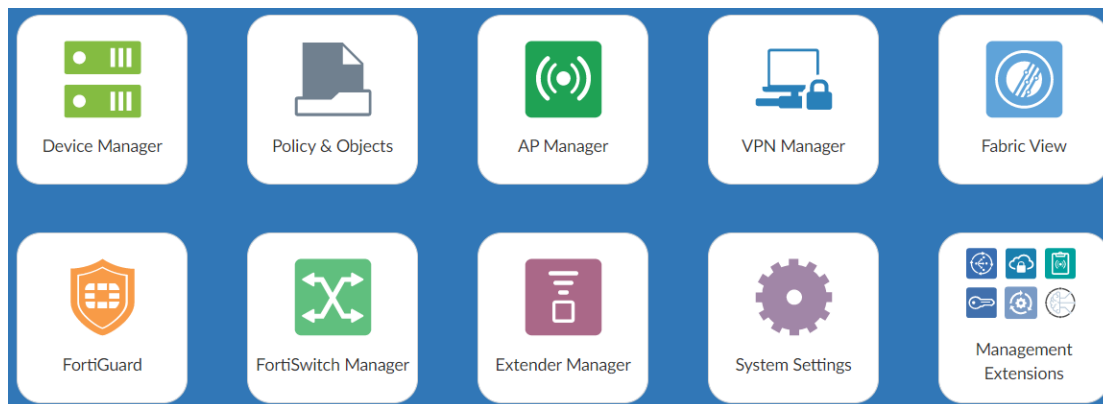 Device Manager
Policy & Objects
AP Manager
VPN Manager
Fabric View
FortiGuard
FortiSwitch Manager
Extender Manager
System Settings
Management
Extensions